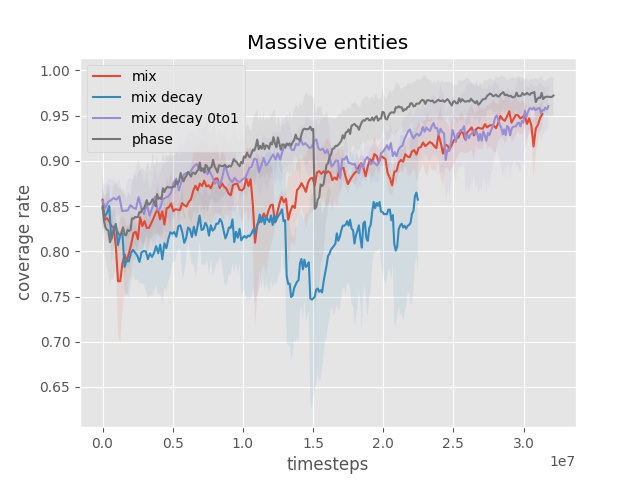 Massive entities
mix
mix decay
mix decay 0to1
phase
coverage rate
1.00
0.95
0.90
0.85
0.80
0.75
0.70
0.65
0.0 0.5 1.0 1.5 2.0 2.5 3.0
1e7
timesteps